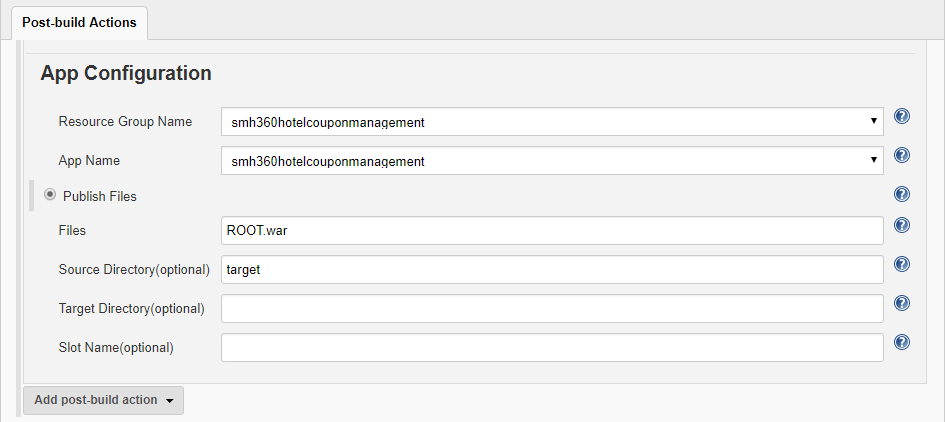 Post-build Actions
App Configuration
Resource Group Name smh360hotelcouponmanagement
App Name smh360hotelcouponmanagement
Publish Files
Files ROOT.war
Source Directory(optional) target
Target Directory(optional)
Slot Name(optional)
Add post-build action